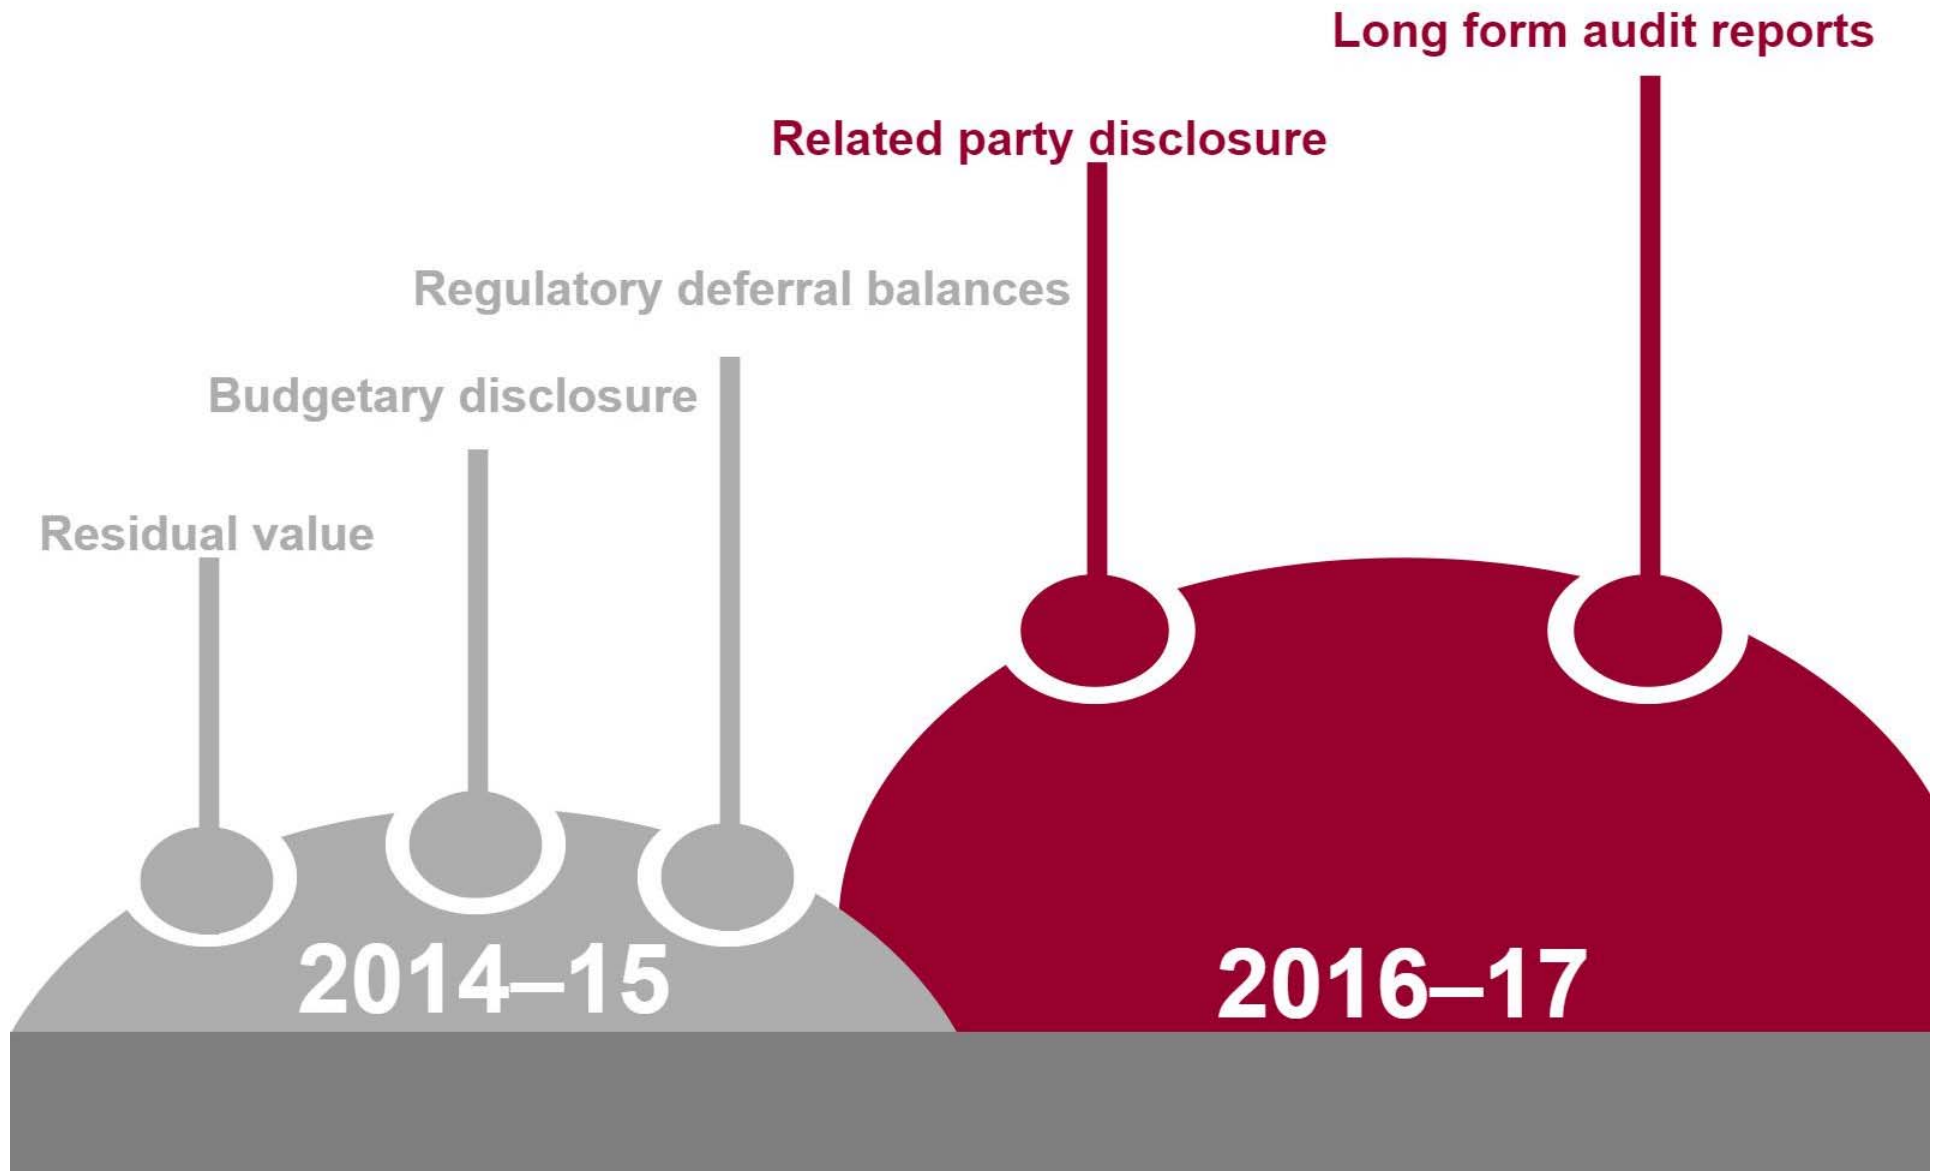 Long form audit reports
Related party disclosure
Regulatory deferral balances
Budgetary disclosure
Residual value
2014–15
2016–17